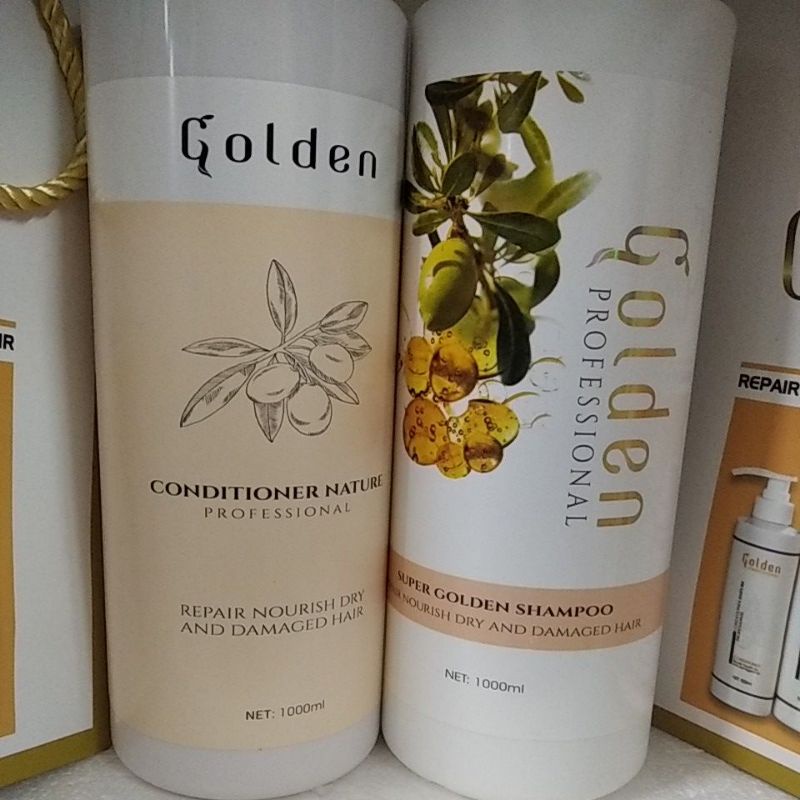 Golden
CONDITIONER NATURE
PROFESSIONAL
REPAIR NOURISH DRY
AND DAMAGED HAIR
NET: 1000ml
Golden
PROFESSIONAL
SUPER GOLDEN SHAMPOO
NOURISH DRY AND DAMAGED HAIR
NET: 1000ml
IR
REPAIR
Golden